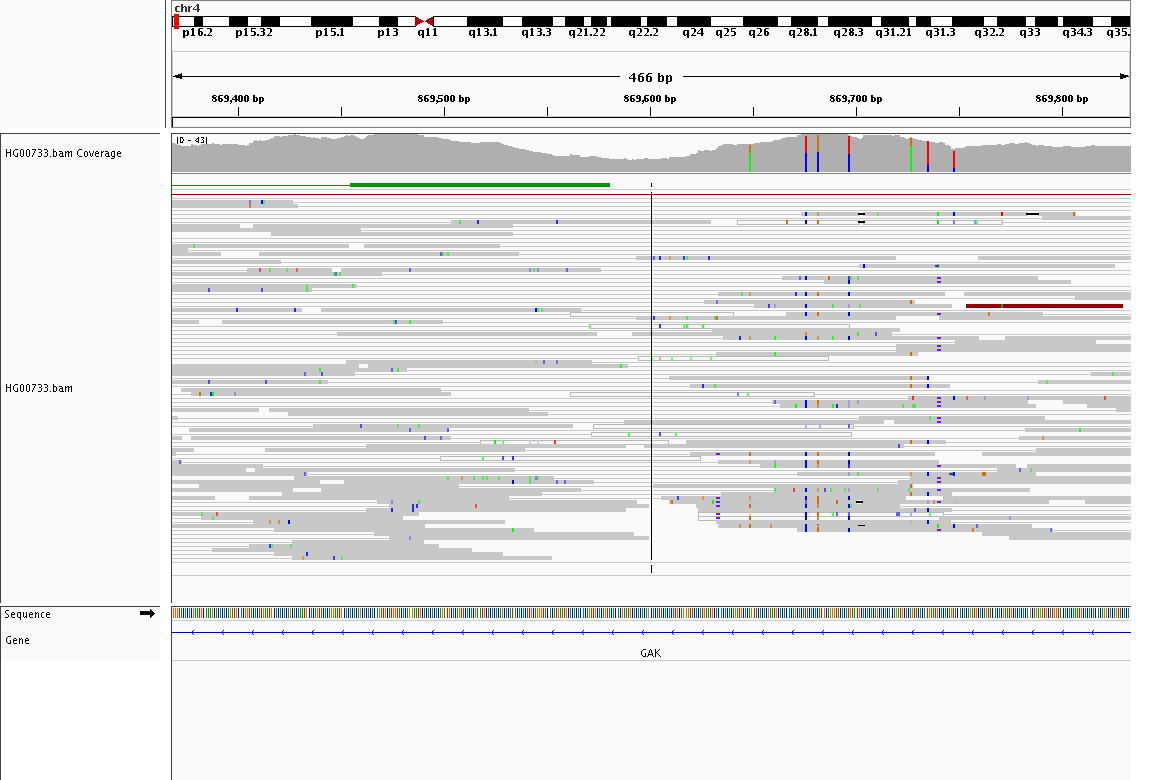 chr4
p16.2 p15.32 p15.1 p13 q11 q13.1 q13.3 q21.22 q22.2 q24 q25 q26 q28.1 q28.3 q31.21 q31.3 q32.2 q33 q34.3 q35.
466 bp
869,400 bp 869,500 bp 869,600 bp 869,700 bp 869,800 bp
[0 - 43]
HG00733.bam Coverage
HG00733.bam
Sequence
Gene
GAK